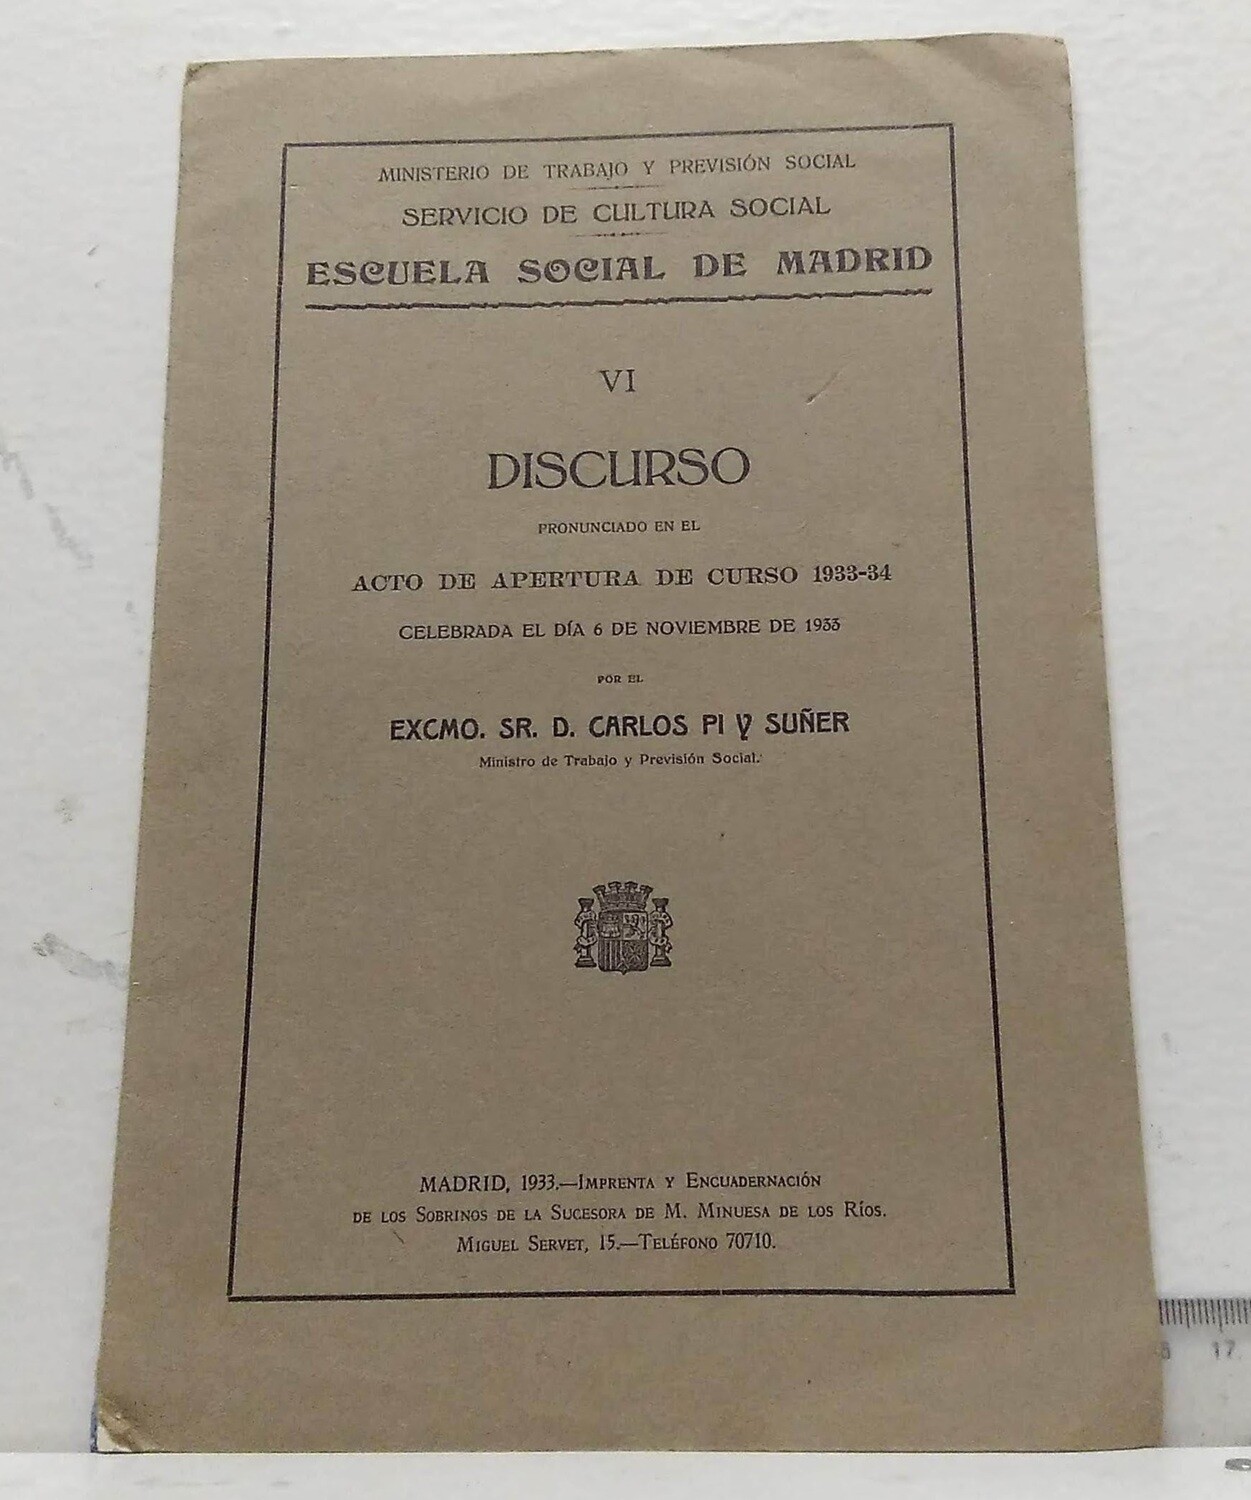 MINISTERIO DE TRABAJO Y PREVISIÓN SOCIAL
SERVICIO DE CULTURA SOCIAL
ESCUELA SOCIAL DE MADRID
VI
DISCURSO
PRONUNCIADO EN EL
ACTO DE APERTURA DE CURSO 1933-34
CELEBRADA EL DÍA 6 DE NOVIEMBRE DE 1933
POR EL
EXCMO. SR. D. CARLOS PI Y SUÑER
Ministro de Trabajo y Previsión Social.
MADRID, 1933.—IMPRENTA Y ENCUADERNACIÓN
DE LOS SOBRINOS DE LA SUCESORA DE M. MINUESA DE LOS RÍOS.
MIGUEL SERVET, 15.—TELÉFONO 70710.
17